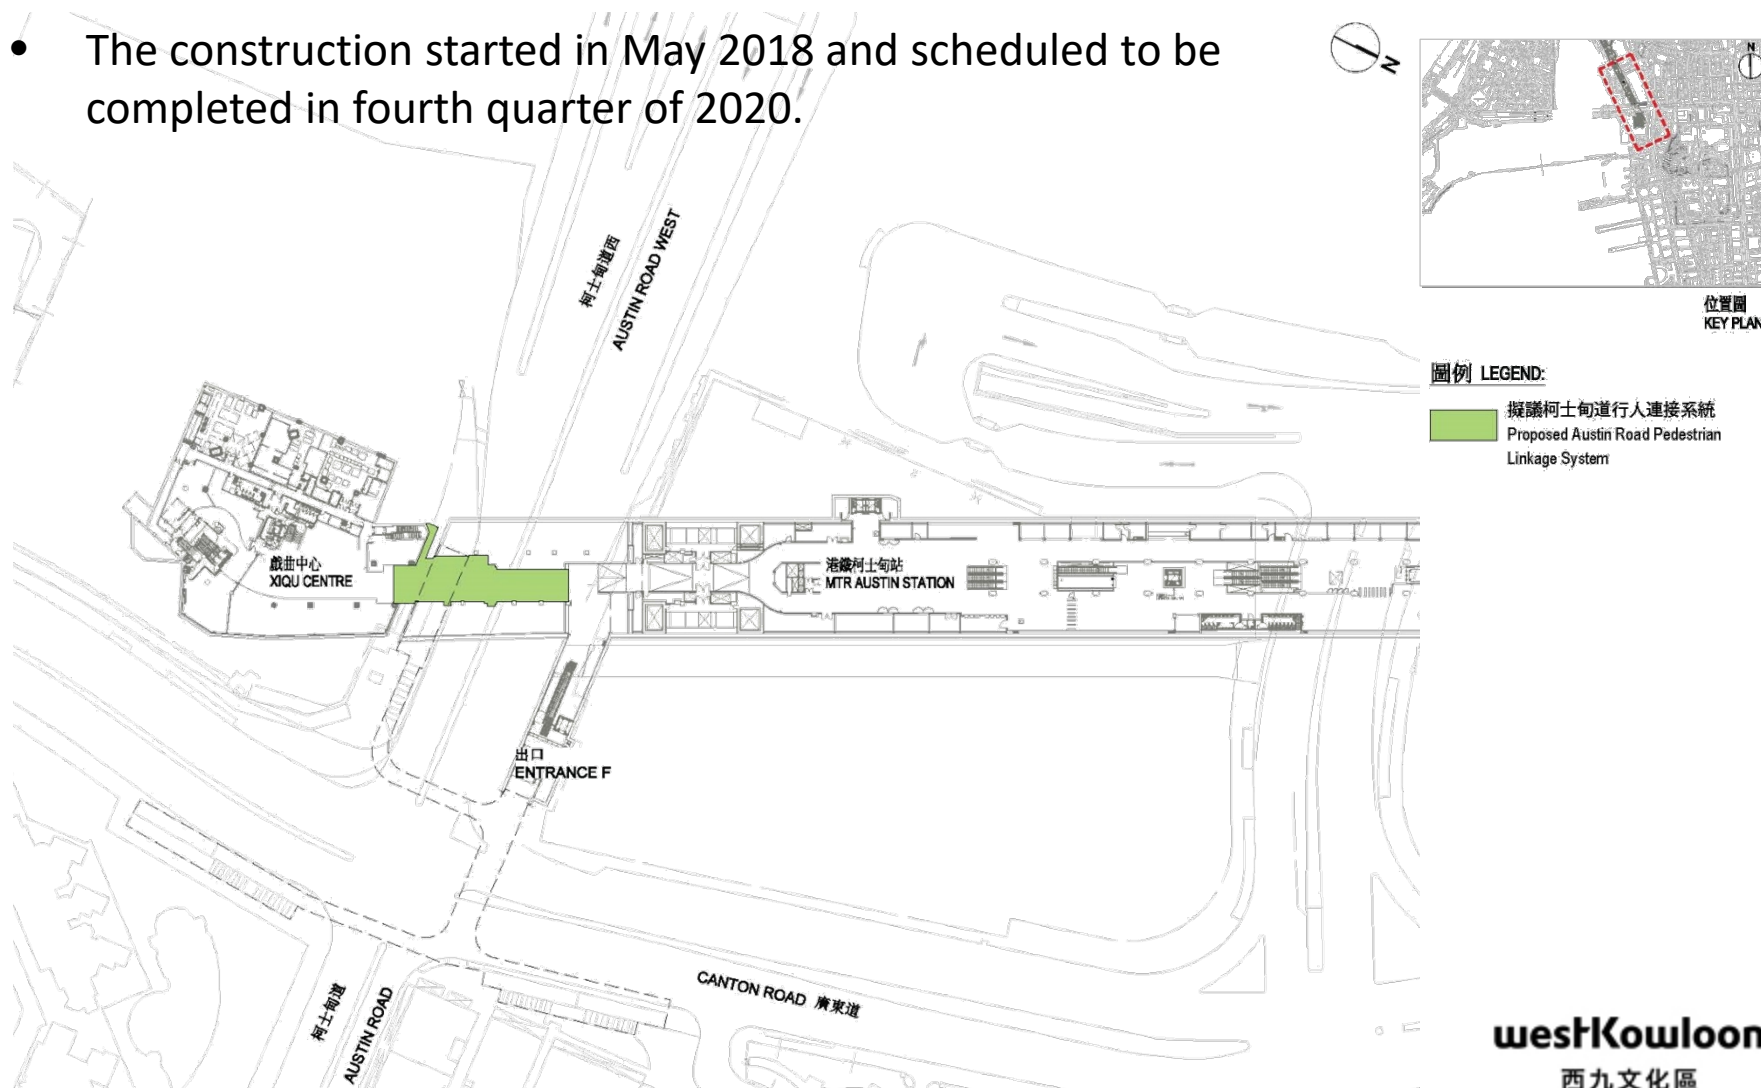 • The construction started in May 2018 and scheduled to be
completed in fourth quarter of 2020.
N
N
位置圖
KEY PLAN
圖例 LEGEND:
擬議柯士甸道行人連接系統
Proposed Austin Road Pedestrian
Linkage System
柯士甸道西
AUSTIN ROAD WEST
戲曲中心
XIQU CENTRE
港鐵柯士甸站
MTR AUSTIN STATION
出口
ENTRANCE F
CANTON ROAD 廣東道
柯士甸道
AUSTIN ROAD
westKowloon
西九文化區